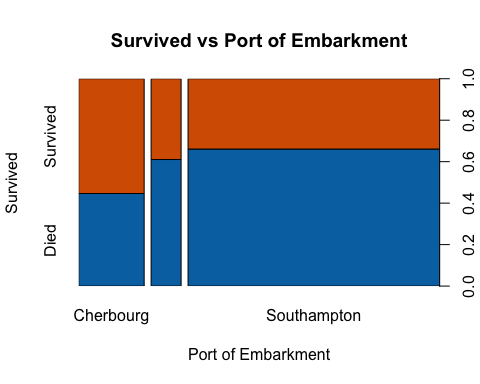 Survived vs Port of Embarkment
Survived
Survived
Died
1.0
0.8
0.6
0.4
0.2
0.0
Cherbourg
Southampton
Port of Embarkment